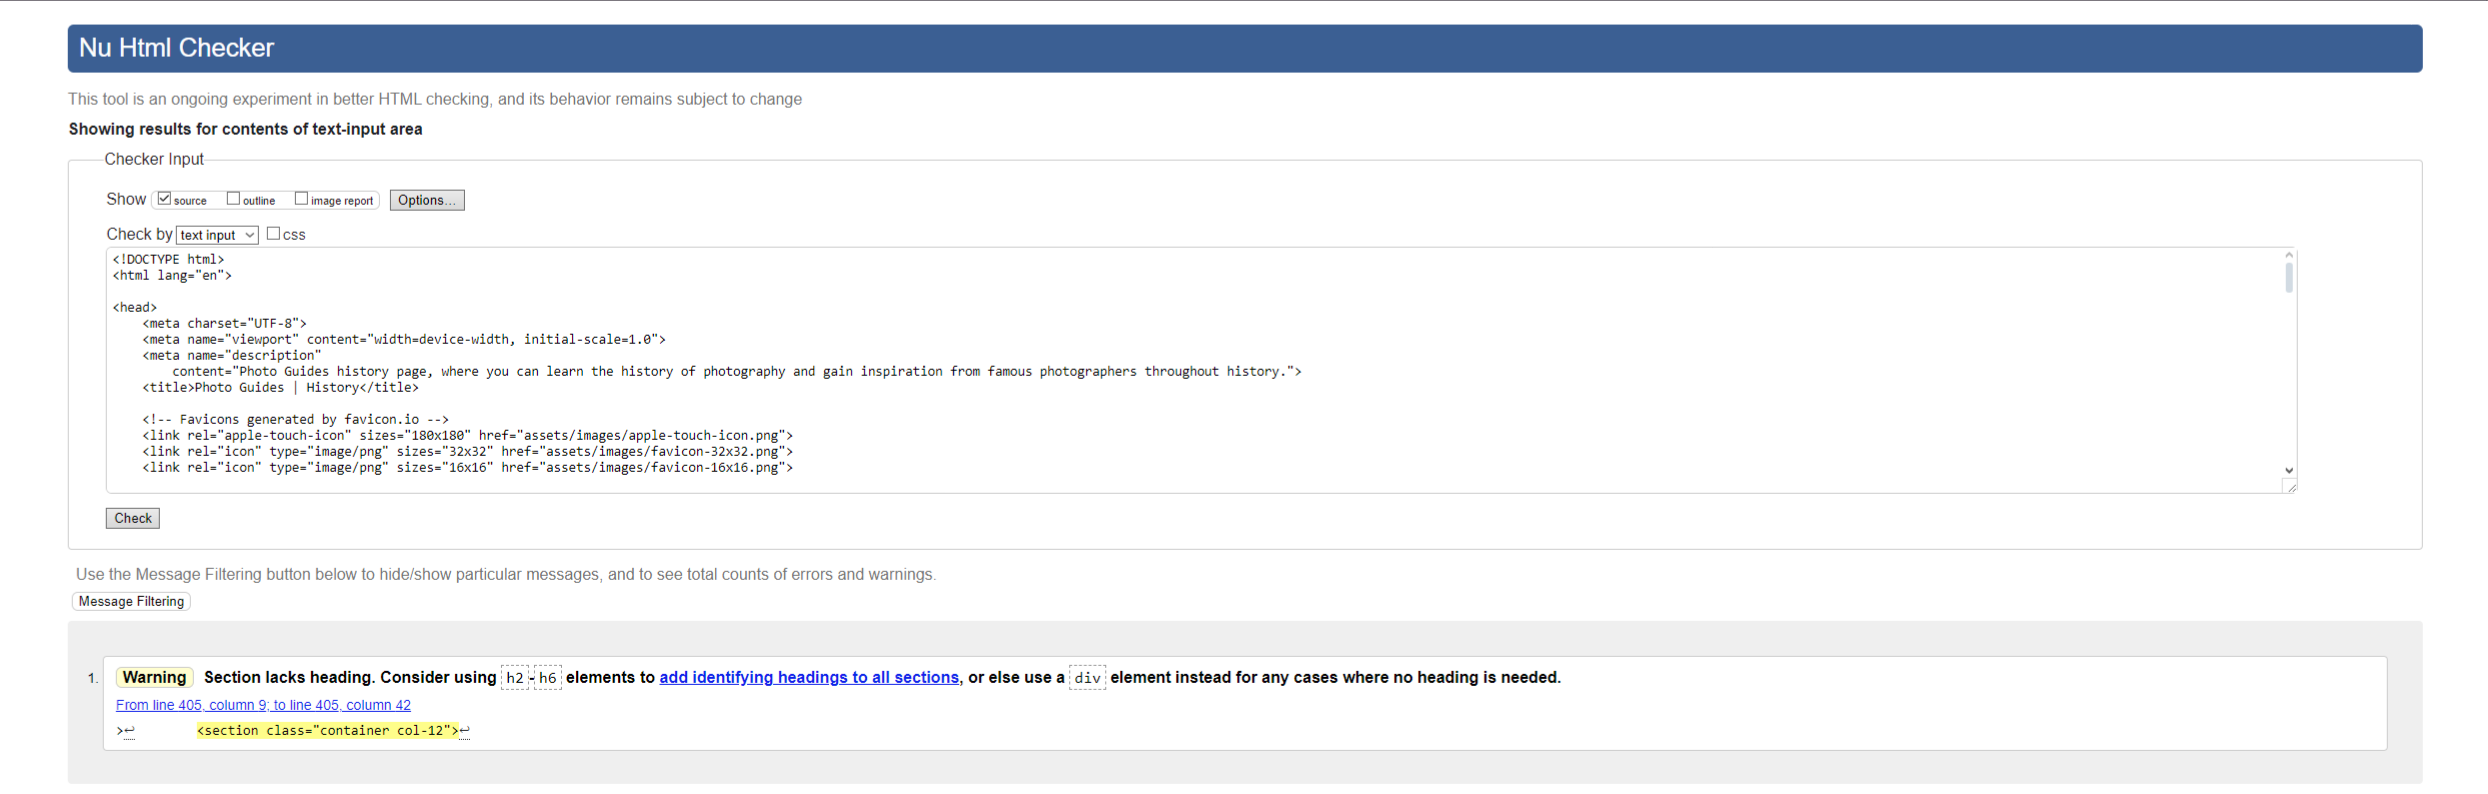 Nu Html Checker
This tool is an ongoing experiment in better HTML checking, and its behavior remains subject to change
Showing results for contents of text-input area
Checker Input
Show source outline image report Options...
Check by text input css
<!DOCTYPE html>
<html lang="en">
<head>
<meta charset="UTF-8">
<meta name="viewport" content="width=device-width, initial-scale=1.0">
<meta name="description"
content="Photo Guides history page, where you can learn the history of photography and gain inspiration from famous photographers throughout history.">
<title>Photo Guides | History</title>
<!-- Favicons generated by favicon.io -->
<link rel="apple-touch-icon" sizes="180x180" href="assets/images/apple-touch-icon.png">
<link rel="icon" type="image/png" sizes="32x32" href="assets/images/favicon-32x32.png">
<link rel="icon" type="image/png" sizes="16x16" href="assets/images/favicon-16x16.png">
Check
Use the Message Filtering button below to hide/show particular messages, and to see total counts of errors and warnings.
Message Filtering
1. Warning Section lacks heading. Consider using h2-h6 elements to add identifying headings to all sections, or else use a div element instead for any cases where no heading is needed.
From line 405, column 9; to line 405, column 42
>↩ <section class="container col-12">↩